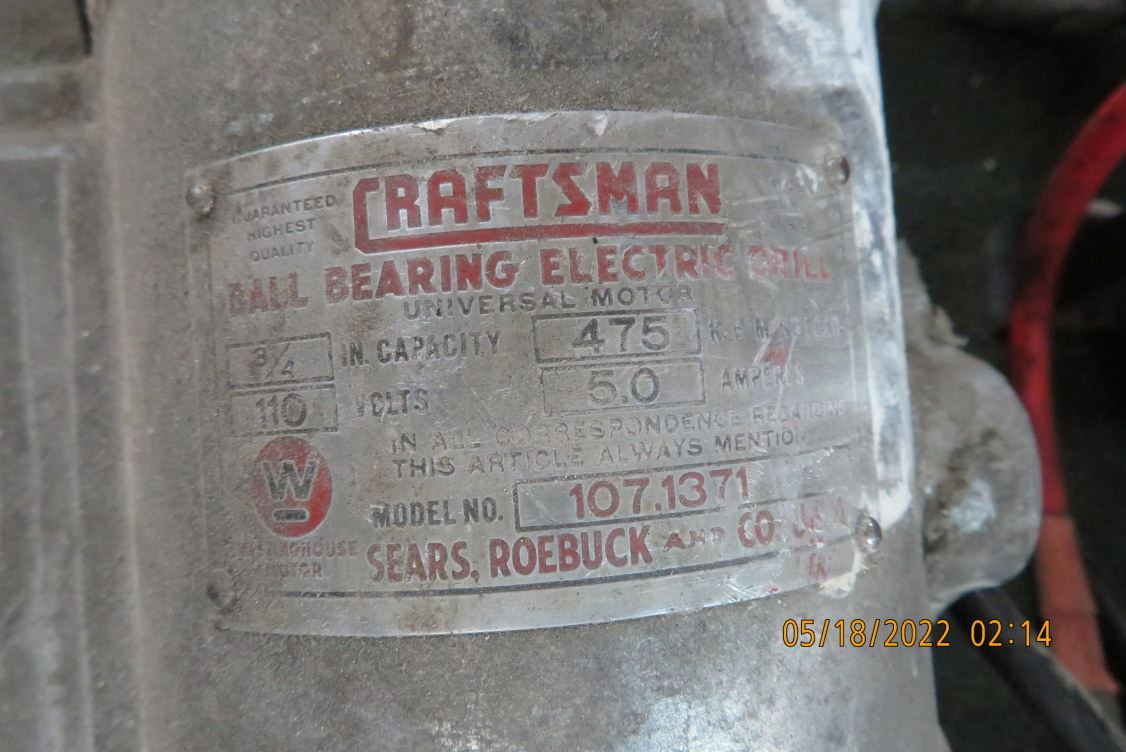 GUARANTEED
HIGHEST
QUALITY
CRAFTSMAN
BALL BEARING ELECTRIC DRILL
UNIVERSAL MOTOR
3/4 IN. CAPACITY 475 R.P.M.
110 VOLTS 5.0 AMPERES
IN ALL CORRESPONDENCE REGARDING
THIS ARTICLE ALWAYS MENTION
W
MODEL NO. 107.1371
WESTINGHOUSE
MOTOR
SEARS, ROEBUCK AND CO. U.S.A.
05/18/2022 02:14